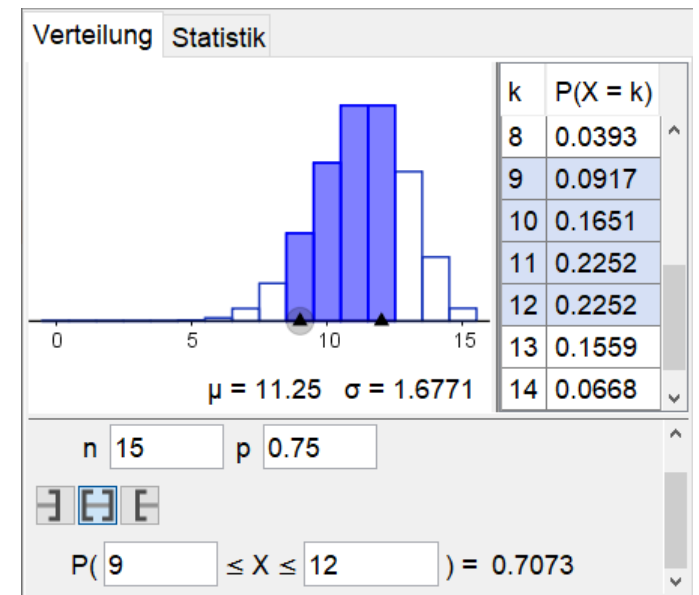 Verteilung Statistik
k P(X = k)
8 0.0393
9 0.0917
10 0.1651
11 0.2252
12 0.2252
13 0.1559
14 0.0668
0 5 10 15
μ = 11.25 σ = 1.6771
n 15 p 0.75
P( 9 ≤ X ≤ 12 ) = 0.7073